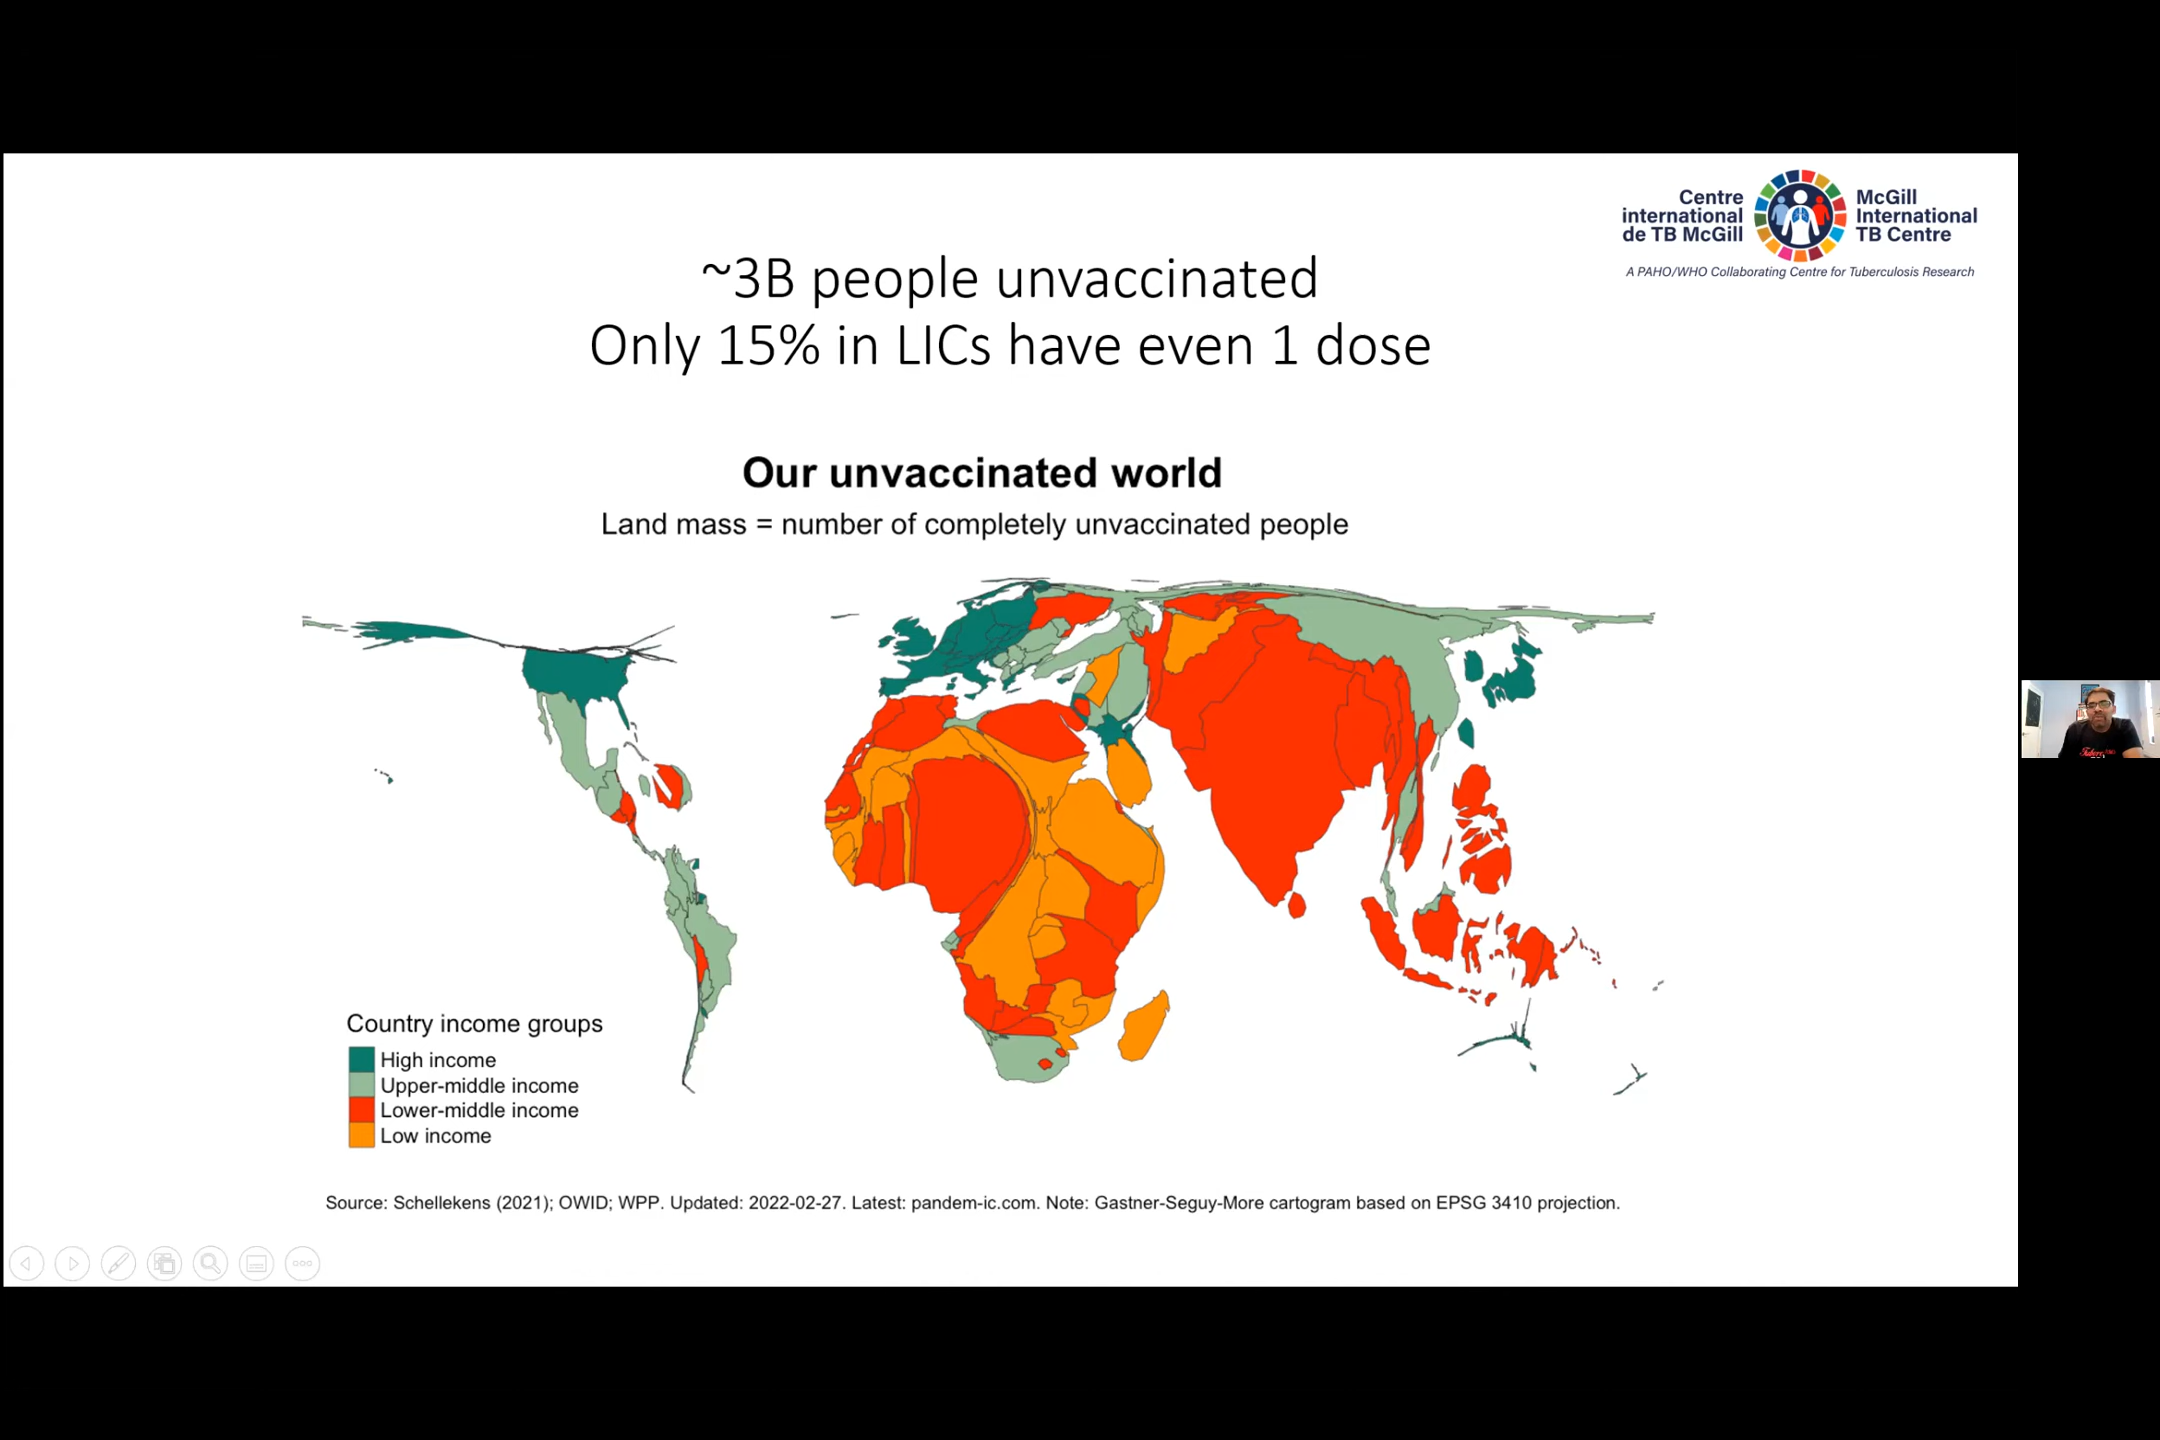 Centre
international
de TB McGill
McGill
International
TB Centre
A PAHO/WHO Collaborating Centre for Tuberculosis Research
~3B people unvaccinated
Only 15% in LICs have even 1 dose
Our unvaccinated world
Land mass = number of completely unvaccinated people
Country income groups
High income
Upper-middle income
Lower-middle income
Low income
Source: Schellekens (2021); OWID; WPP. Updated: 2022-02-27. Latest: pandem-ic.com. Note: Gastner-Seguy-More cartogram based on EPSG 3410 projection.